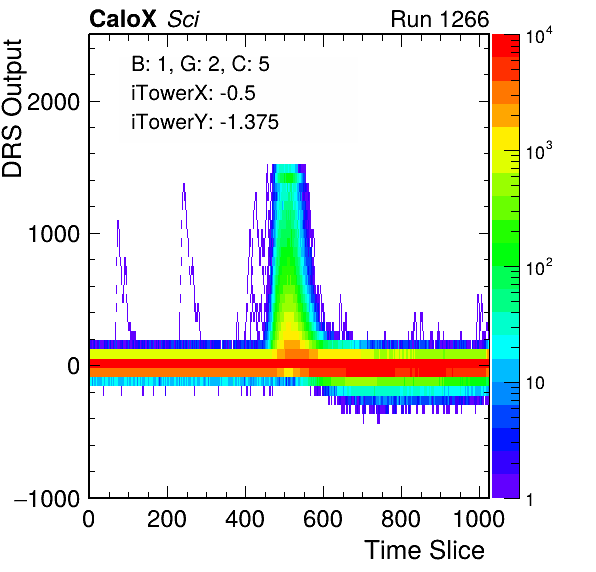 CaloX Sci
Run 1266
B: 1, G: 2, C: 5
iTowerX: -0.5
iTowerY: -1.375
DRS Output
2000
1000
0
−1000
0 200 400 600 800 1000
Time Slice
10⁴
10³
10²
10
1